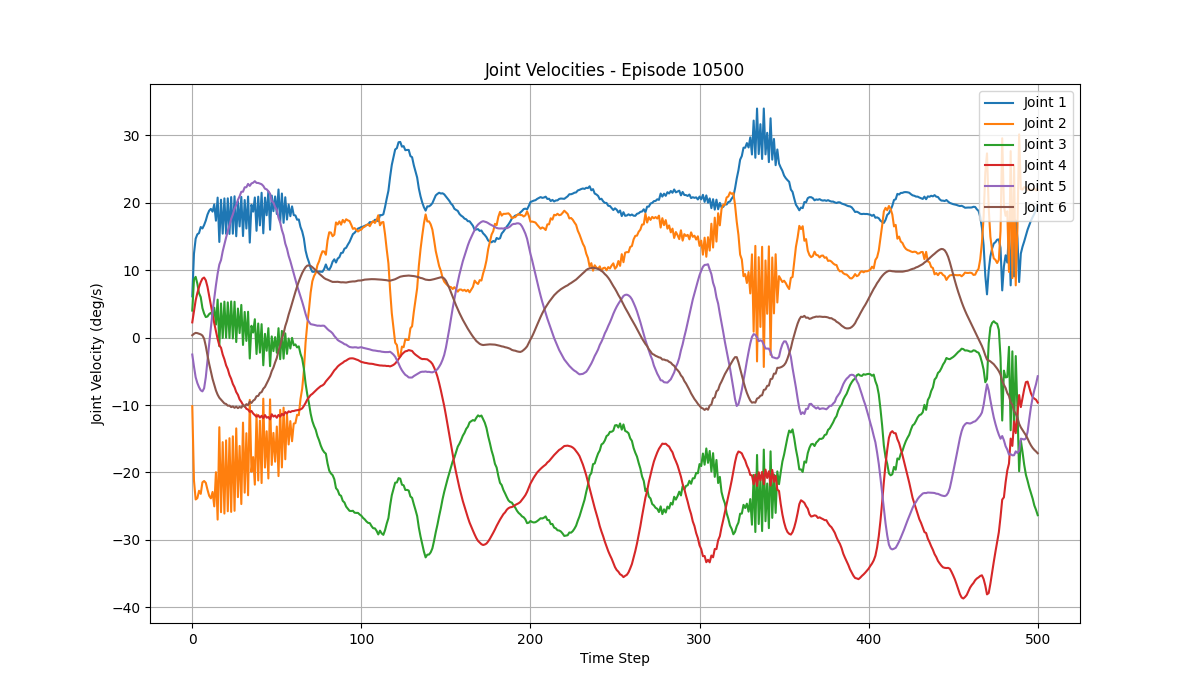 Joint Velocities - Episode 10500
Joint Velocity (deg/s)
30
20
10
0
−10
−20
−30
−40
Joint 1
Joint 2
Joint 3
Joint 4
Joint 5
Joint 6
0 100 200 300 400 500
Time Step